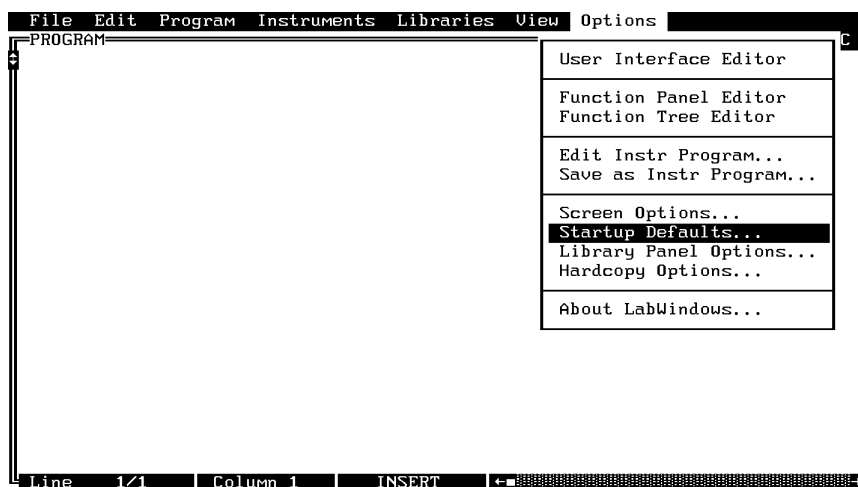 File Edit Program Instruments Libraries View Options
PROGRAM
C
User Interface Editor
Function Panel Editor
Function Tree Editor
Edit Instr Program...
Save as Instr Program...
Screen Options...
Startup Defaults...
Library Panel Options...
Hardcopy Options...
About LabWindows...
Line 1/1 Column 1 INSERT